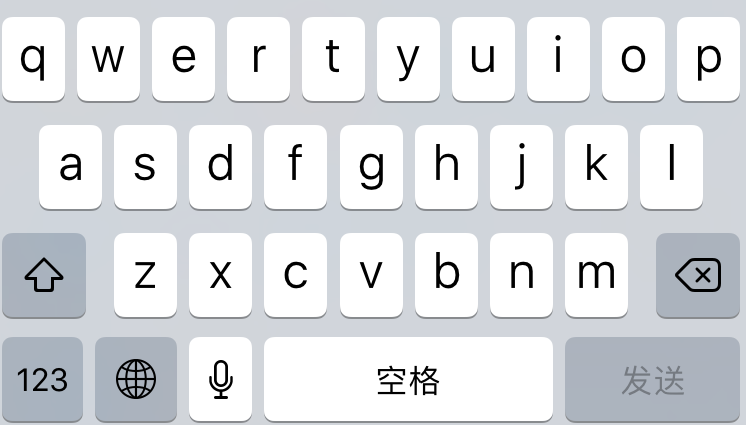 q w e r t y u i o p
a s d f g h j k l
z x c v b n m
123 空格 发送